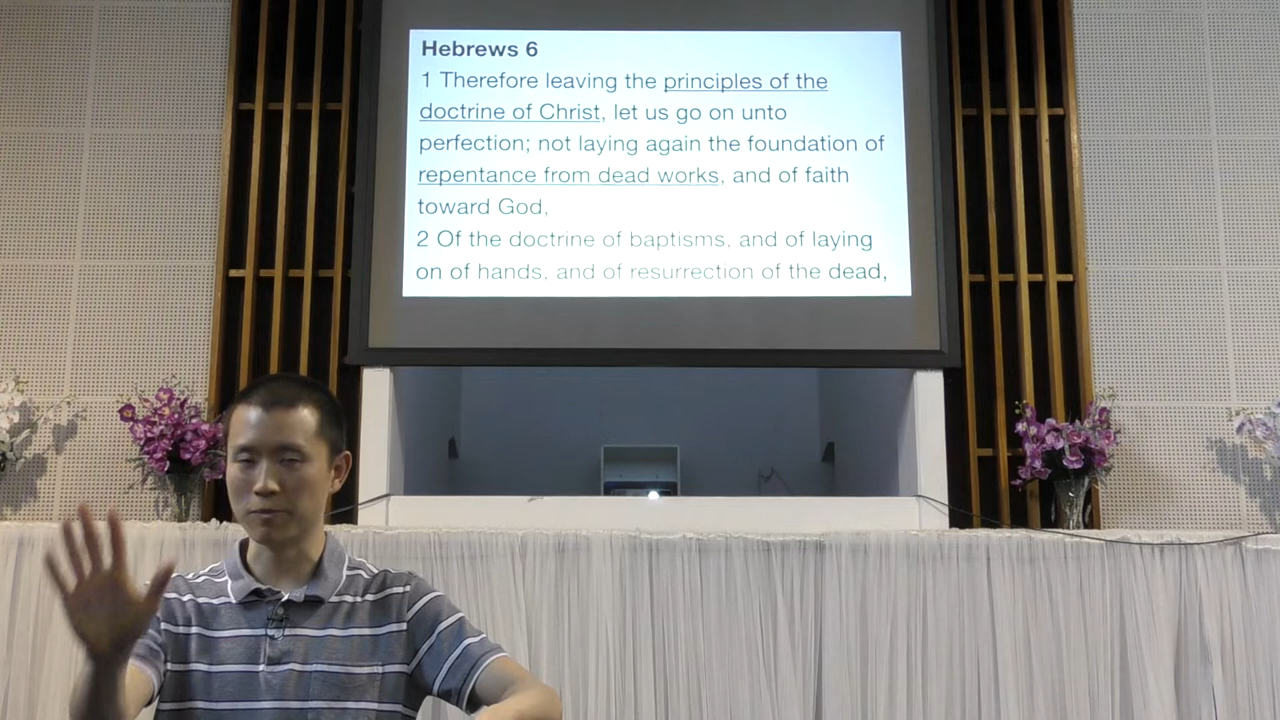 Hebrews 6
1 Therefore leaving the principles of the
doctrine of Christ, let us go on unto
perfection; not laying again the foundation of
repentance from dead works, and of faith
toward God,
2 Of the doctrine of baptisms, and of laying
on of hands, and of resurrection of the dead,